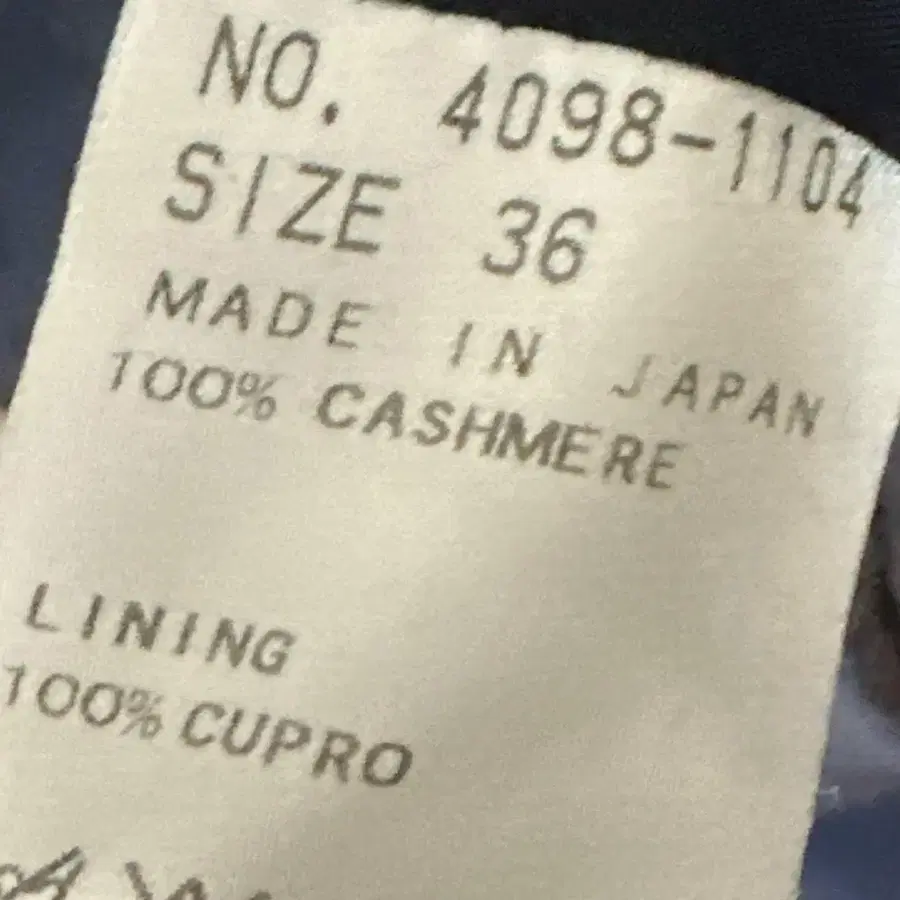 NO. 4098-1104
SIZE 36
MADE IN JAPAN
100% CASHMERE
LINING
100% CUPRO